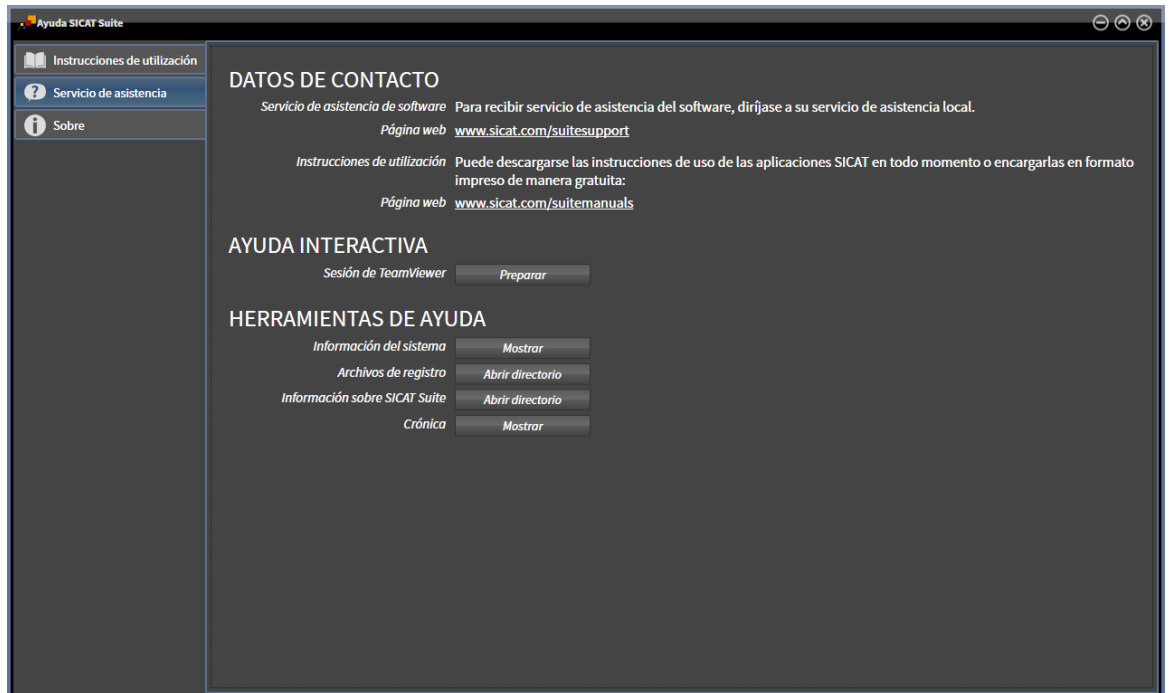 Ayuda SICAT Suite
Instrucciones de utilización
Servicio de asistencia
Sobre
DATOS DE CONTACTO
Servicio de asistencia de software Para recibir servicio de asistencia del software, diríjase a su servicio de asistencia local.
Página web www.sicat.com/suitesupport
Instrucciones de utilización Puede descargarse las instrucciones de uso de las aplicaciones SICAT en todo momento o encargarlas en formato
impreso de manera gratuita:
Página web www.sicat.com/suitemanuals
AYUDA INTERACTIVA
Sesión de TeamViewer Preparar
HERRAMIENTAS DE AYUDA
Información del sistema Mostrar
Archivos de registro Abrir directorio
Información sobre SICAT Suite Abrir directorio
Crónica Mostrar